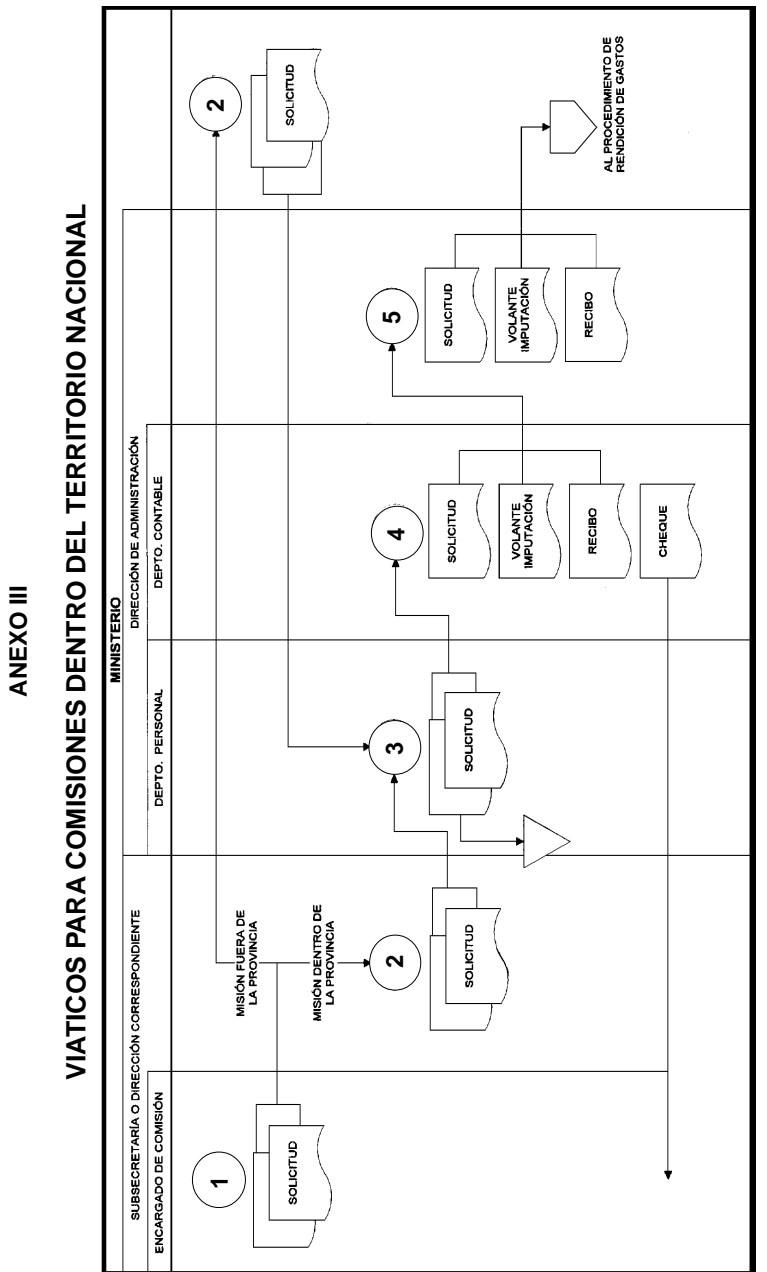 ANEXO III
VIATICOS PARA COMISIONES DENTRO DEL TERRITORIO NACIONAL
MINISTERIO
SUBSECRETARÍA O DIRECCIÓN CORRESPONDIENTE
DIRECCIÓN DE ADMINISTRACIÓN
ENCARGADO DE COMISIÓN
DEPTO. PERSONAL
DEPTO. CONTABLE
1
SOLICITUD
MISIÓN FUERA DE
LA PROVINCIA
MISIÓN DENTRO DE
LA PROVINCIA
2
SOLICITUD
3
SOLICITUD
4
SOLICITUD
VOLANTE
IMPUTACIÓN
RECIBO
CHEQUE
5
SOLICITUD
VOLANTE
IMPUTACIÓN
RECIBO
2
SOLICITUD
AL PROCEDIMIENTO DE
RENDICIÓN DE GASTOS